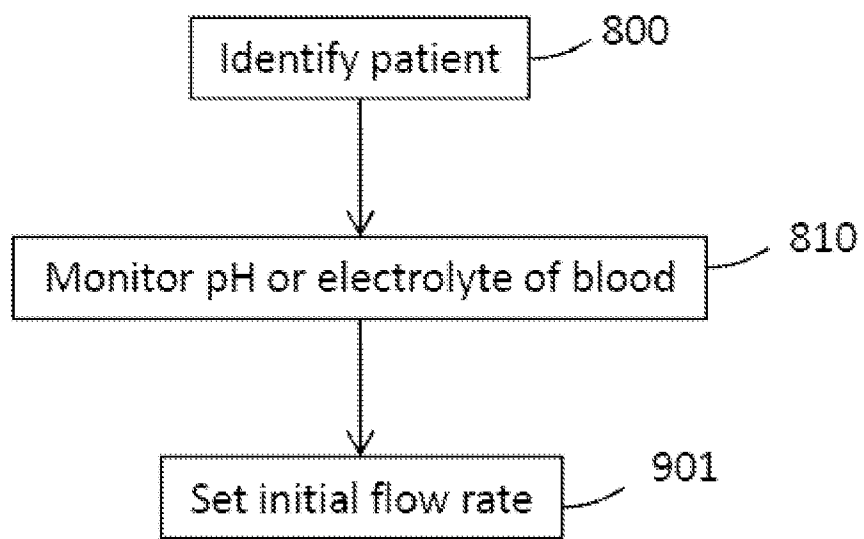 Identify patient
800
Monitor pH or electrolyte of blood
810
Set initial flow rate
901